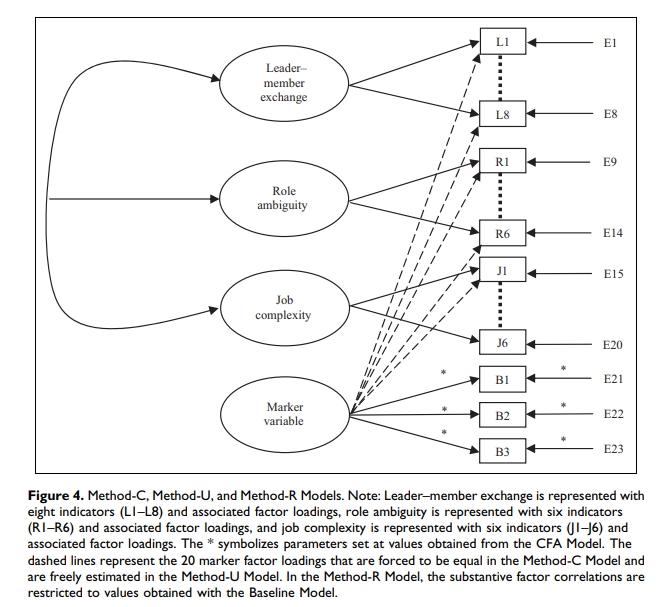 L1
E1
Leader–
member
exchange
L8
E8
R1
E9
Role
ambiguity
R6
E14
J1
E15
Job
complexity
J6
E20
* B1 * E21
Marker
variable
* B2 * E22
* B3 * E23
Figure 4. Method-C, Method-U, and Method-R Models. Note: Leader–member exchange is represented with
eight indicators (L1–L8) and associated factor loadings, role ambiguity is represented with six indicators
(R1–R6) and associated factor loadings, and job complexity is represented with six indicators (J1–J6) and
associated factor loadings. The * symbolizes parameters set at values obtained from the CFA Model. The
dashed lines represent the 20 marker factor loadings that are forced to be equal in the Method-C Model and
are freely estimated in the Method-U Model. In the Method-R Model, the substantive factor correlations are
restricted to values obtained with the Baseline Model.